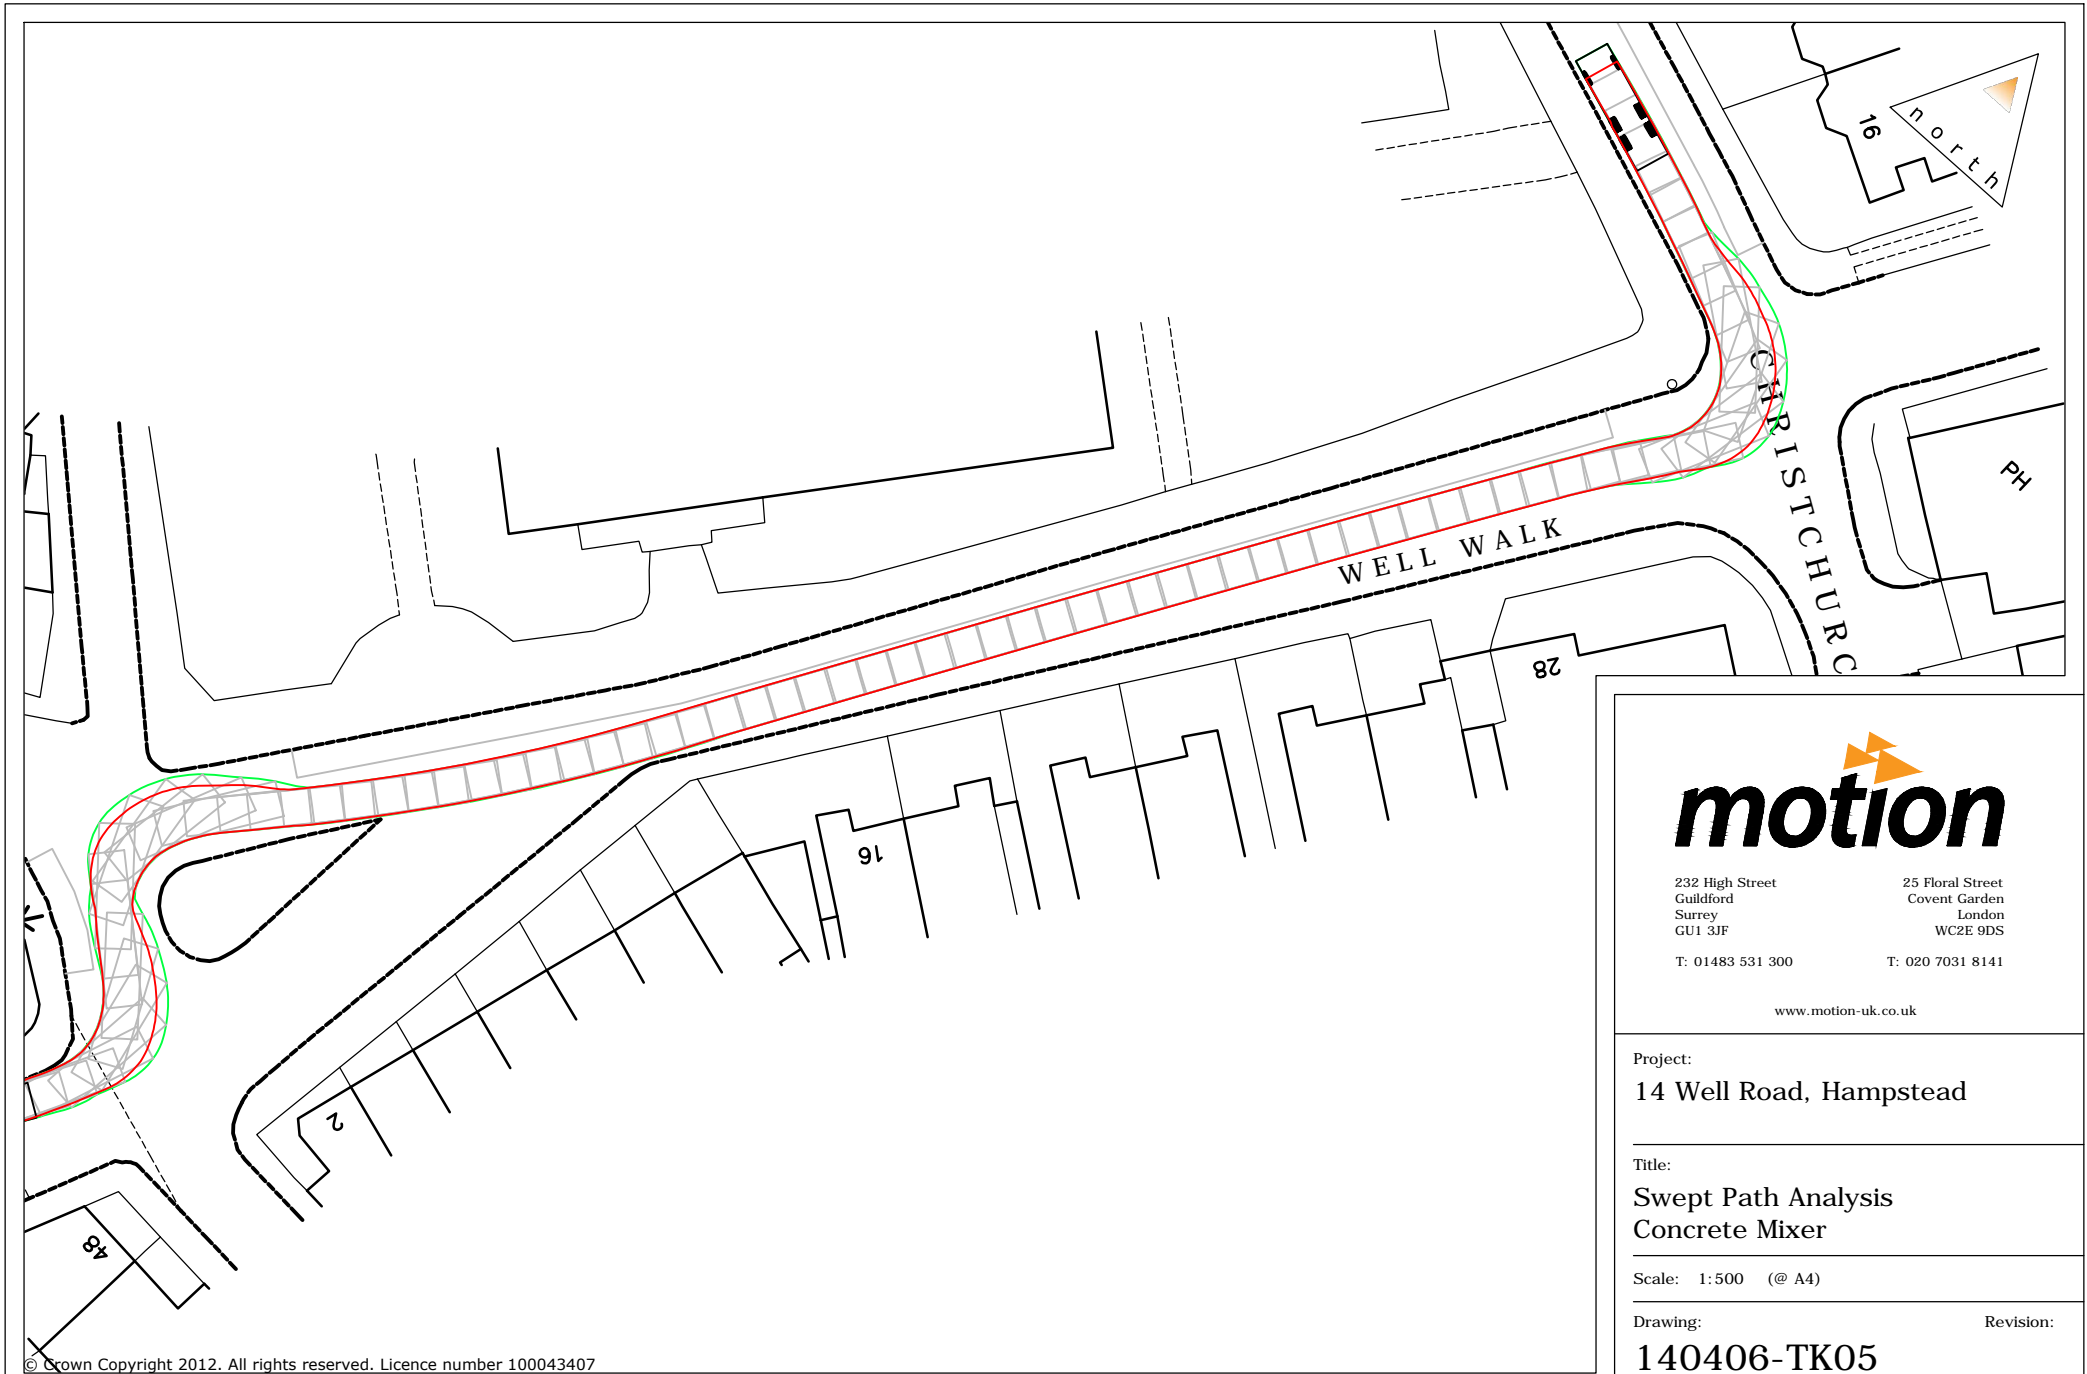 16
north
CHRISTCHURC
PH
WELL WALK
28
16
2
48
motion
232 High Street
Guildford
Surrey
GU1 3JF
T: 01483 531 300
25 Floral Street
Covent Garden
London
WC2E 9DS
T: 020 7031 8141
www.motion-uk.co.uk
Project:
14 Well Road, Hampstead
Title:
Swept Path Analysis
Concrete Mixer
Scale: 1:500 (@ A4)
Drawing: Revision:
140406-TK05
© Crown Copyright 2012. All rights reserved. Licence number 100043407